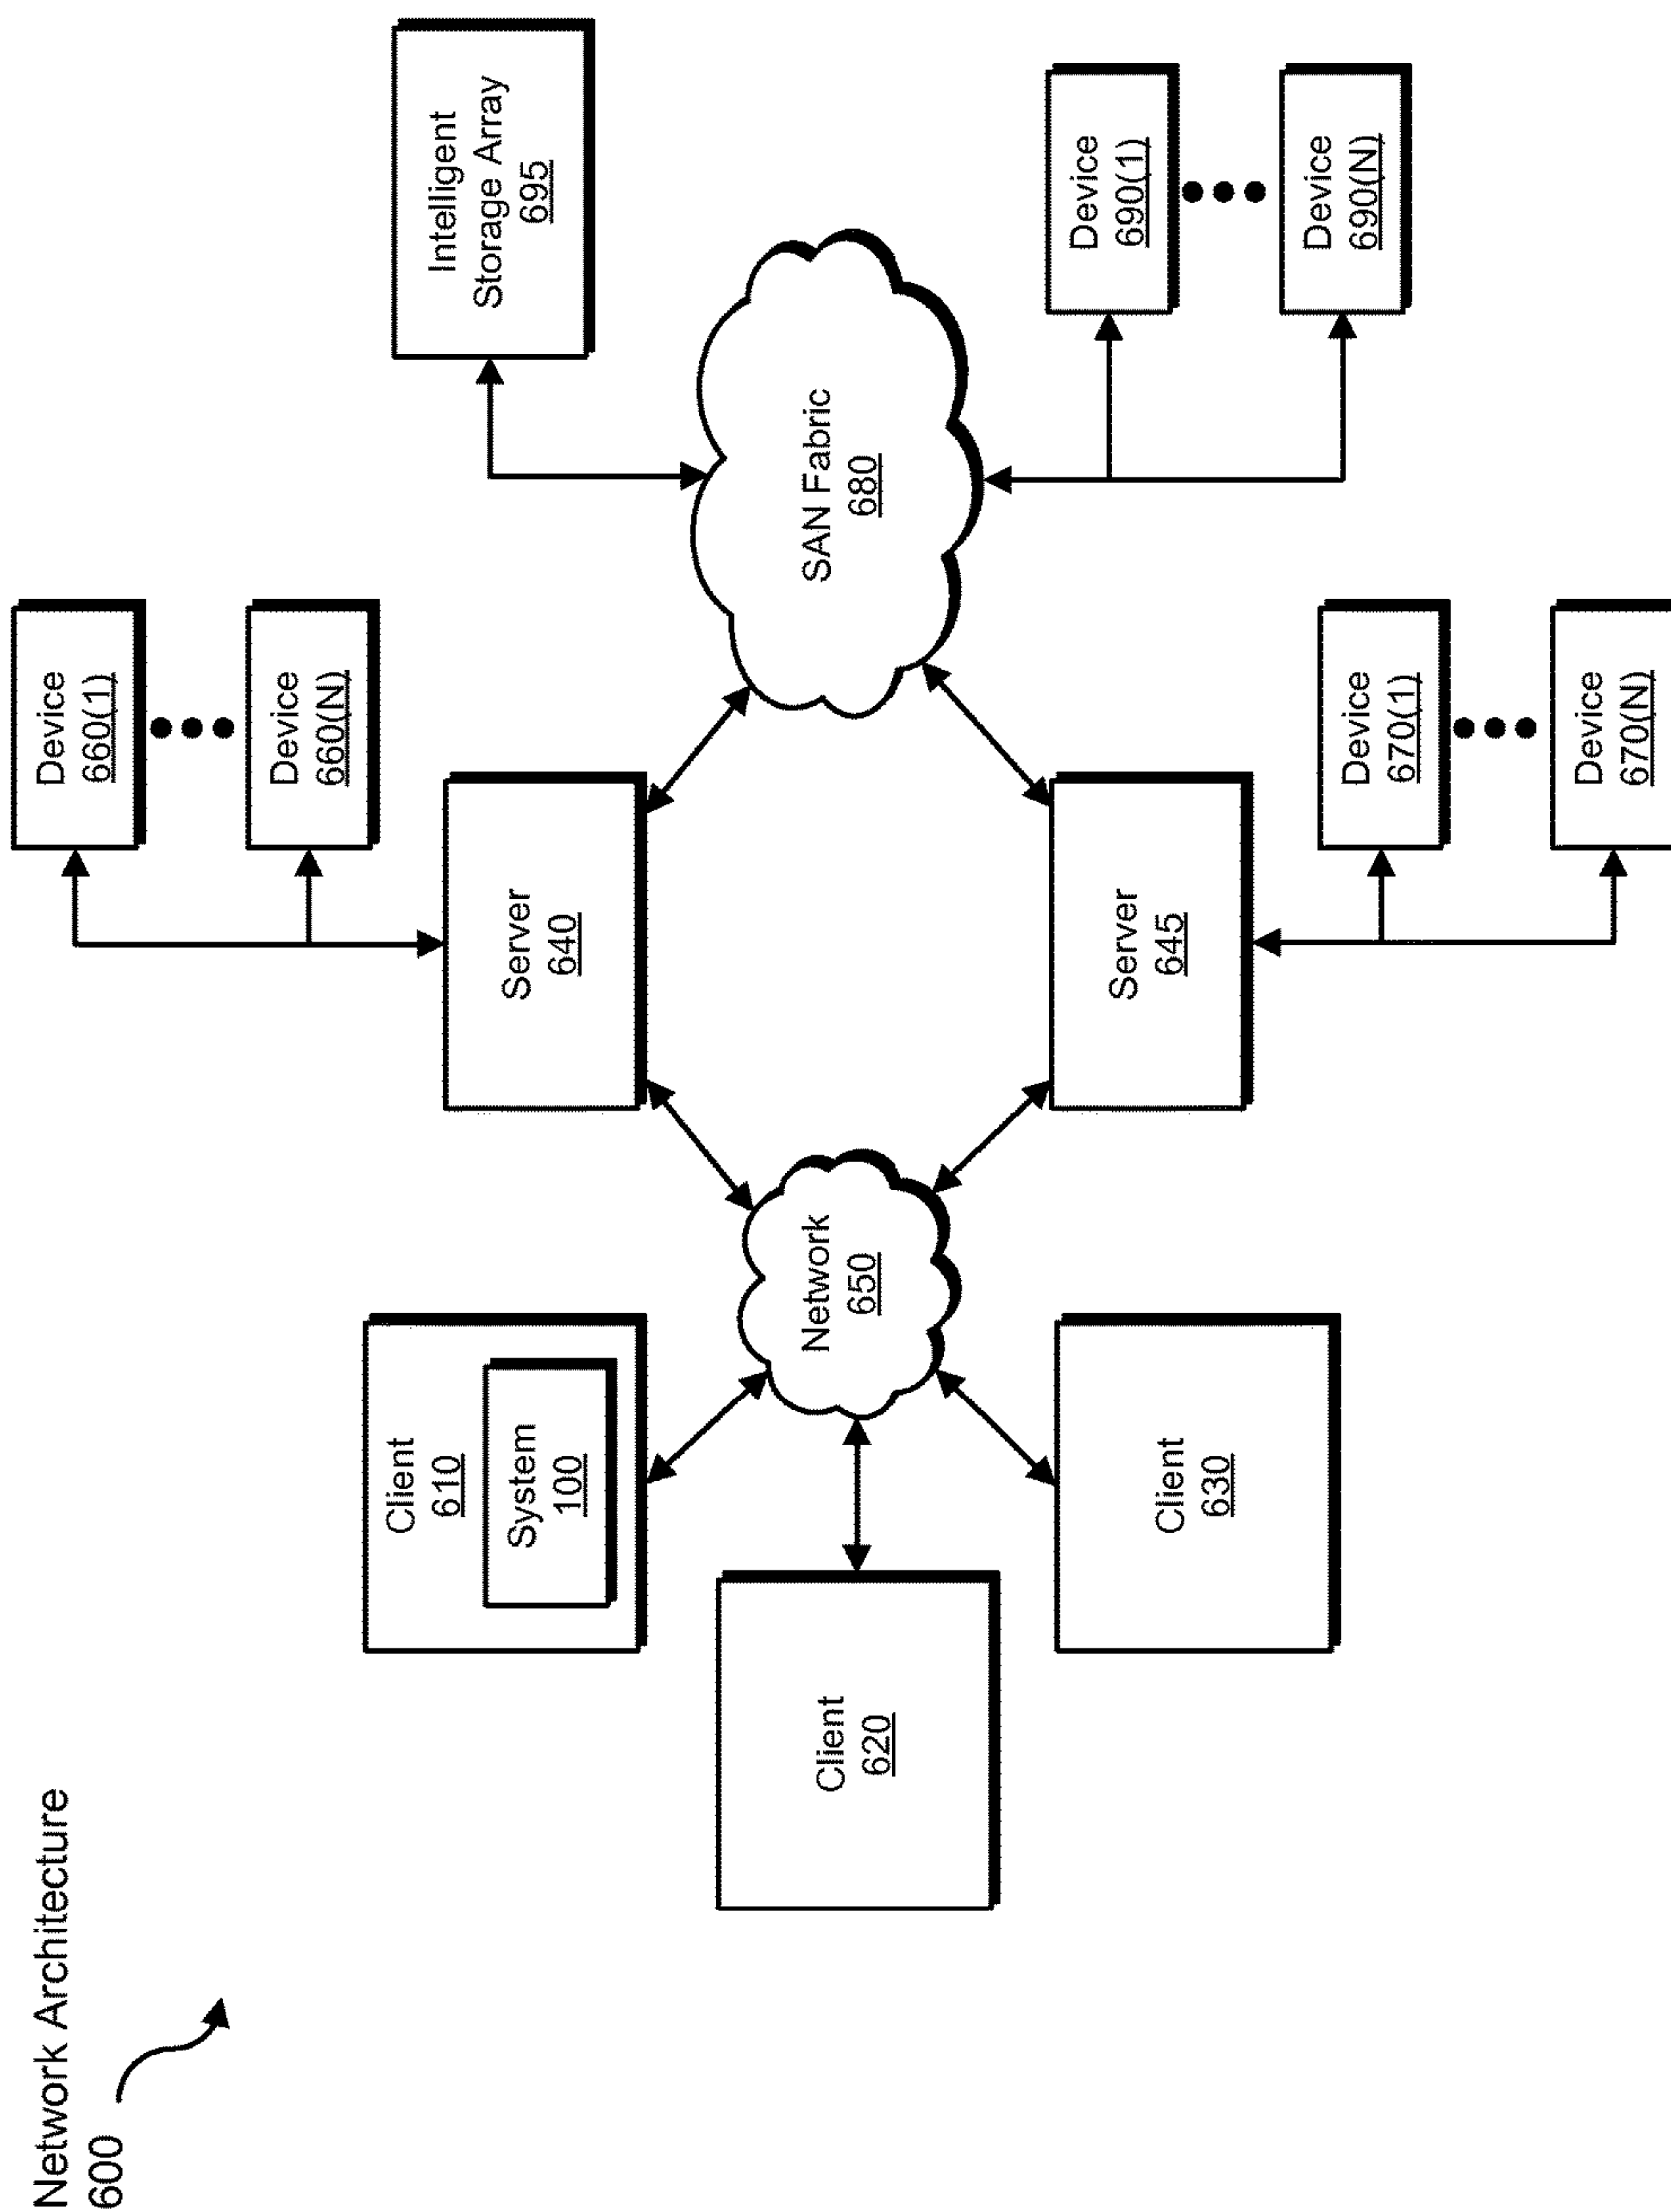 Network Architecture
600
Client
610
System
100
Client
620
Client
630
Network
650
Server
640
Server
645
Device
660(1)
Device
660(N)
Device
670(1)
Device
670(N)
SAN Fabric
680
Intelligent
Storage Array
695
Device
690(1)
Device
690(N)